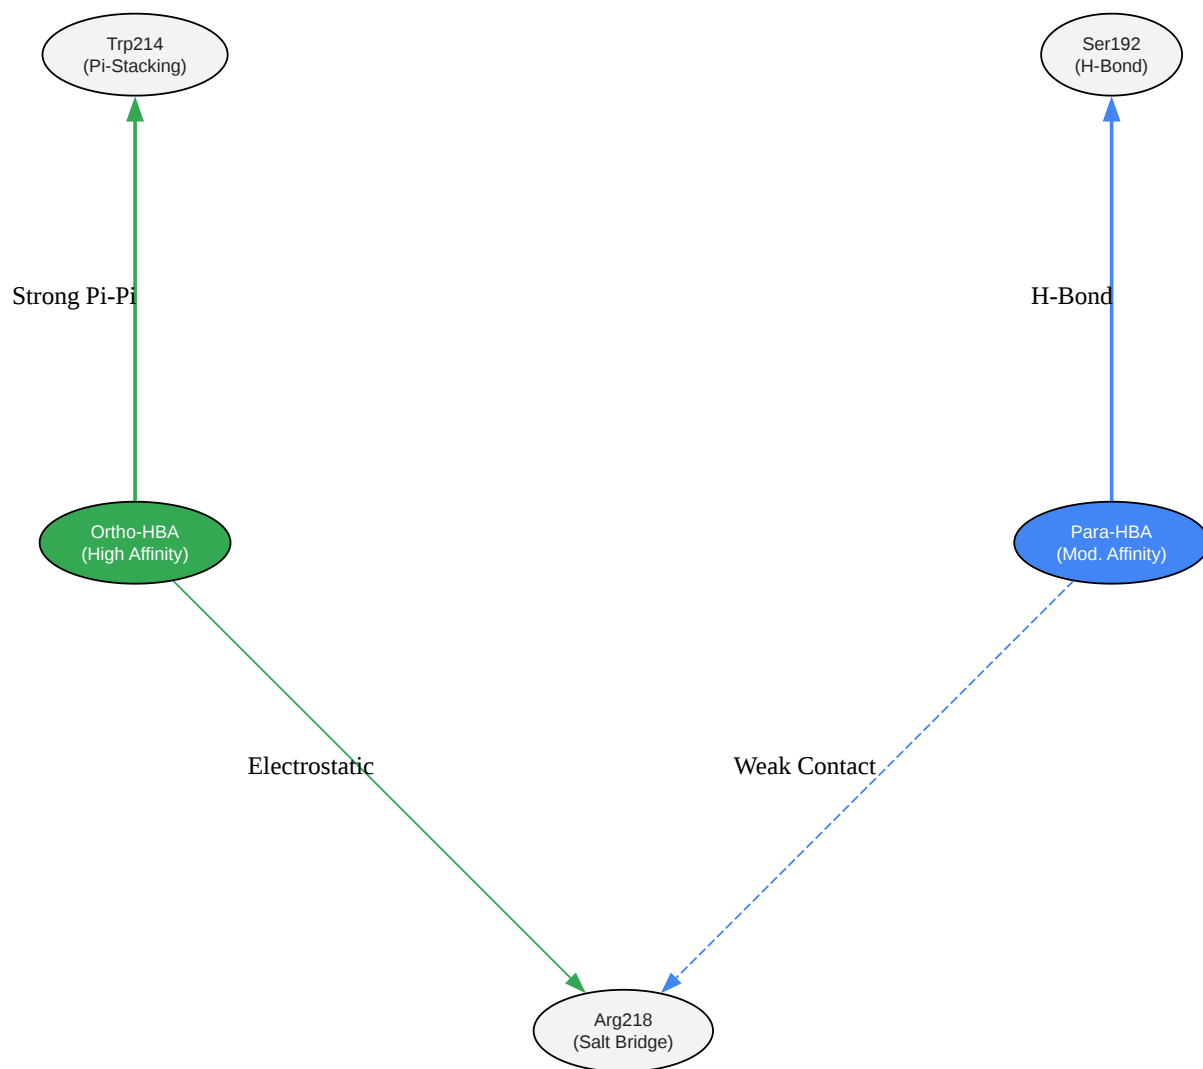 Trp214
(Pi-Stacking)
Ser192
(H-Bond)
Strong Pi-Pi
H-Bond
Ortho-HBA
(High Affinity)
Para-HBA
(Mod. Affinity)
Electrostatic
Weak Contact
Arg218
(Salt Bridge)